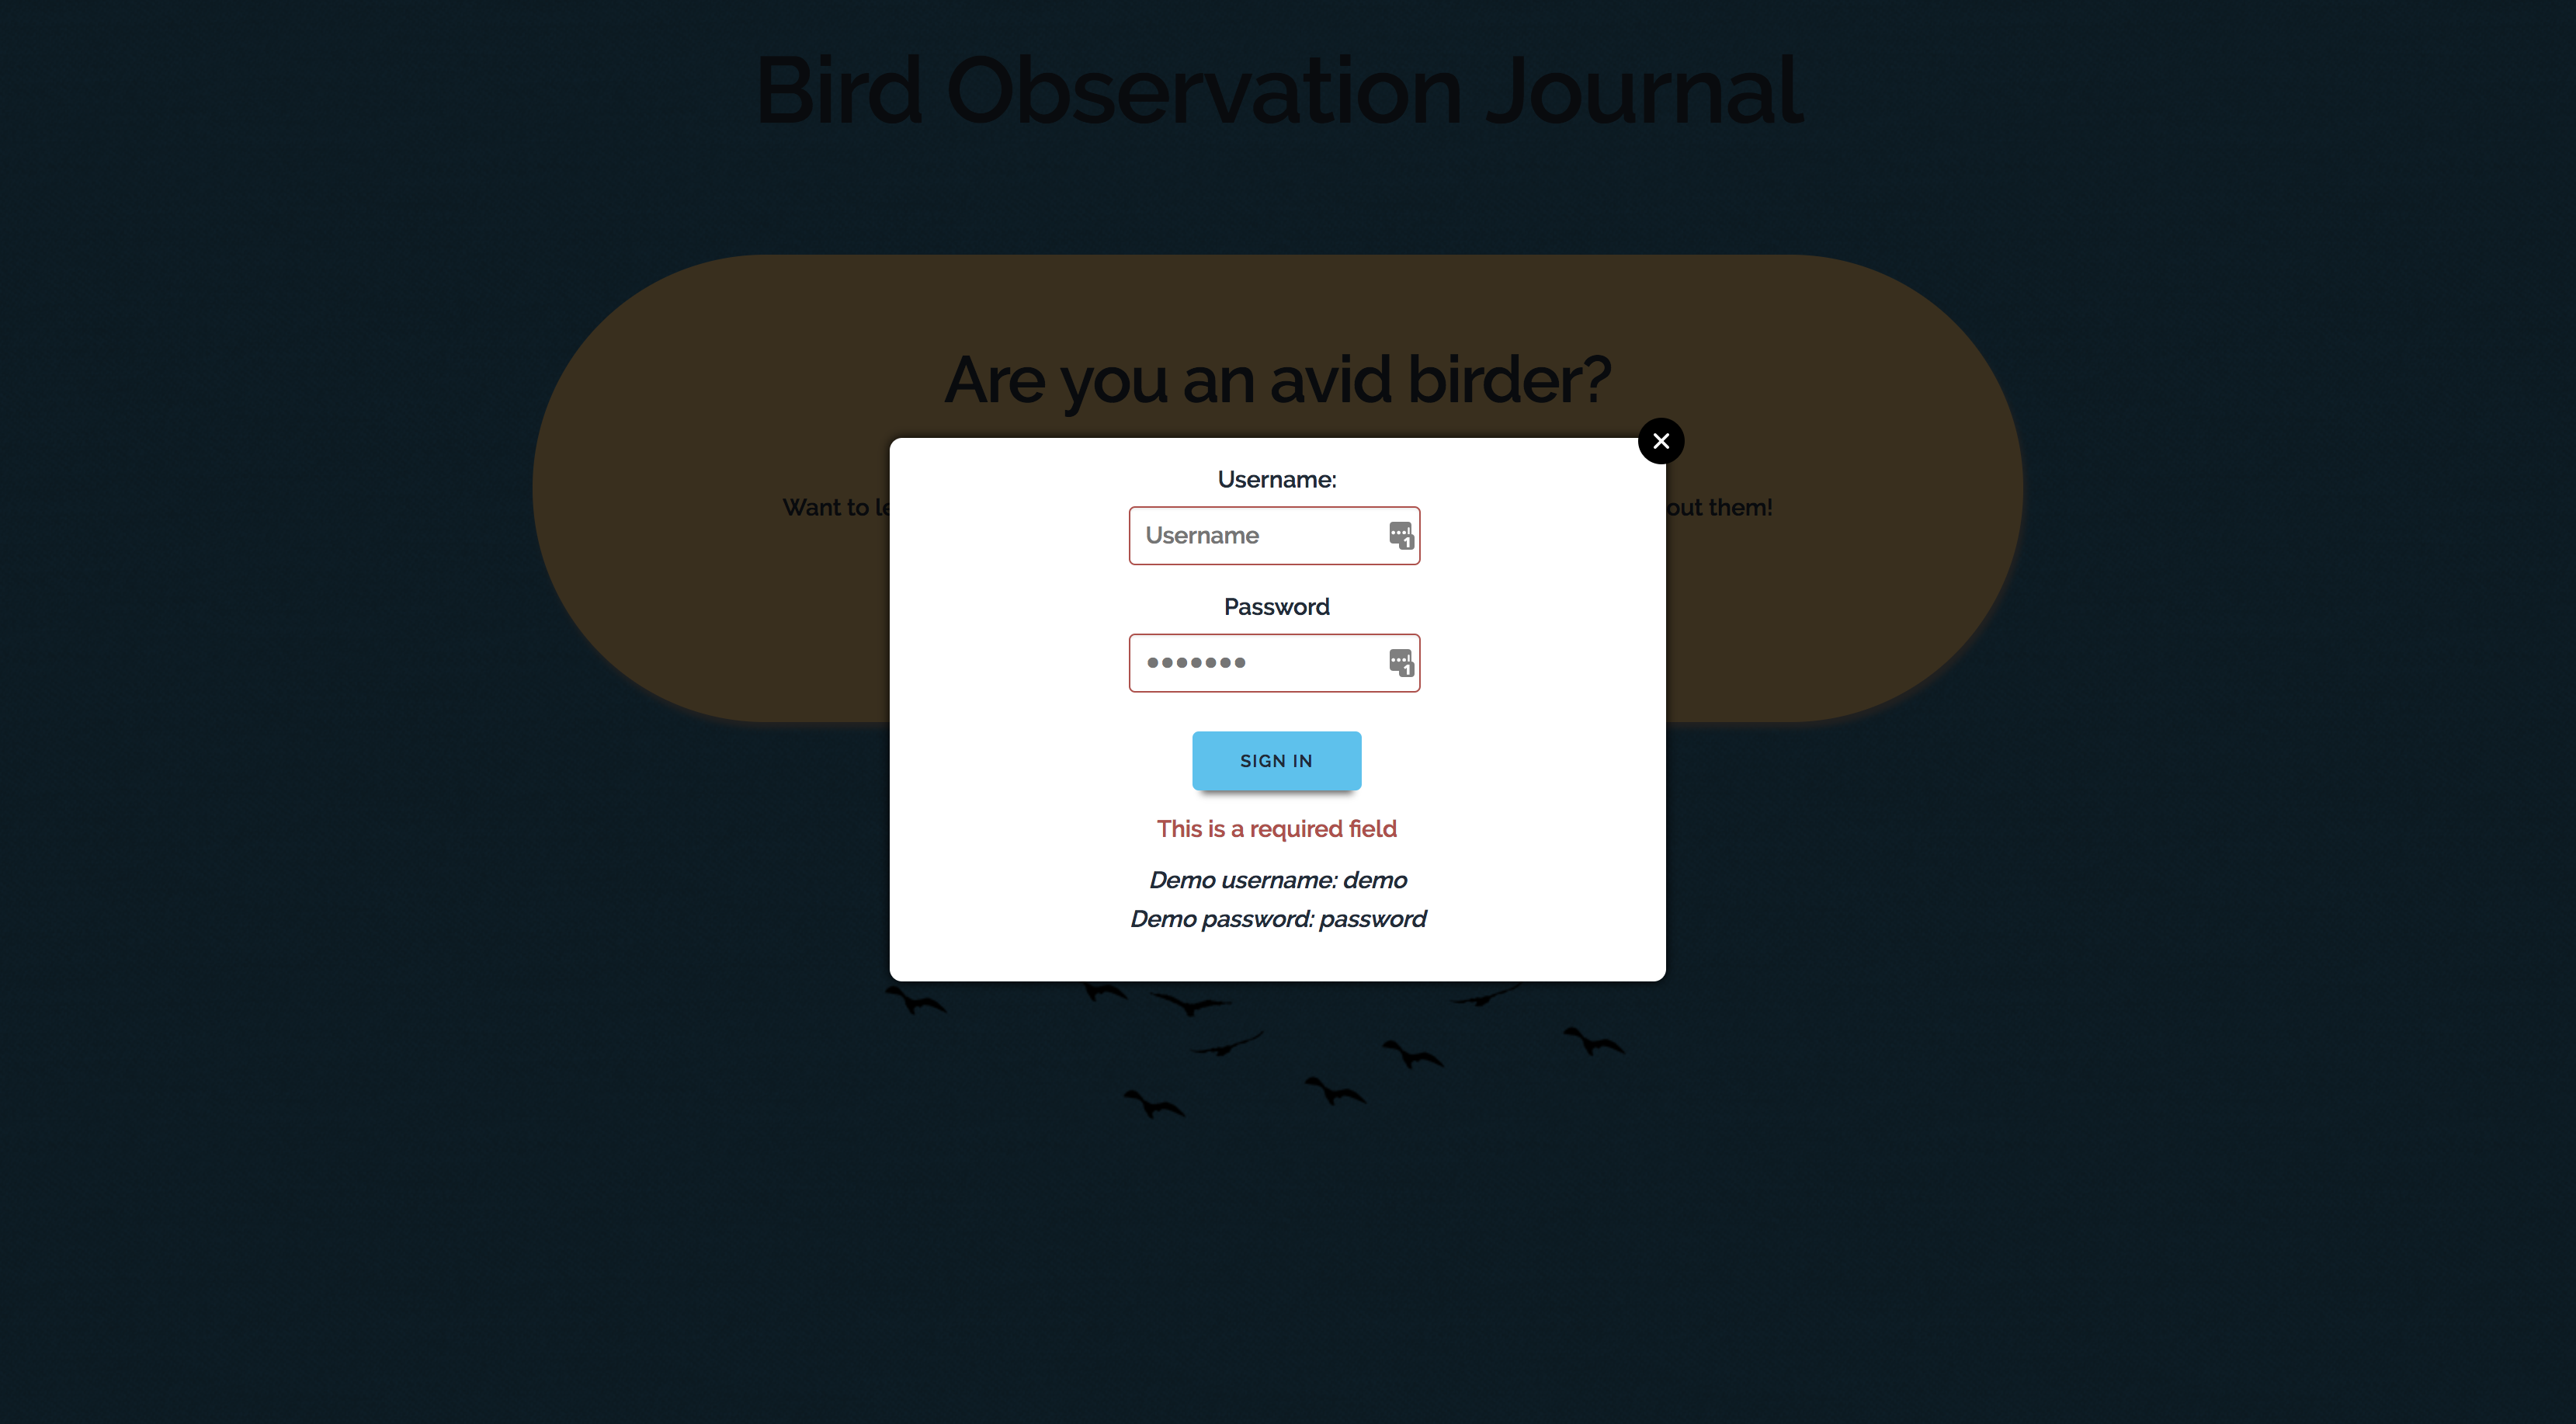 Bird Observation Journal
Are you an avid birder?
Want to
out them!
Username:
Username
Password
•••••••
SIGN IN
This is a required field
Demo username: demo
Demo password: password